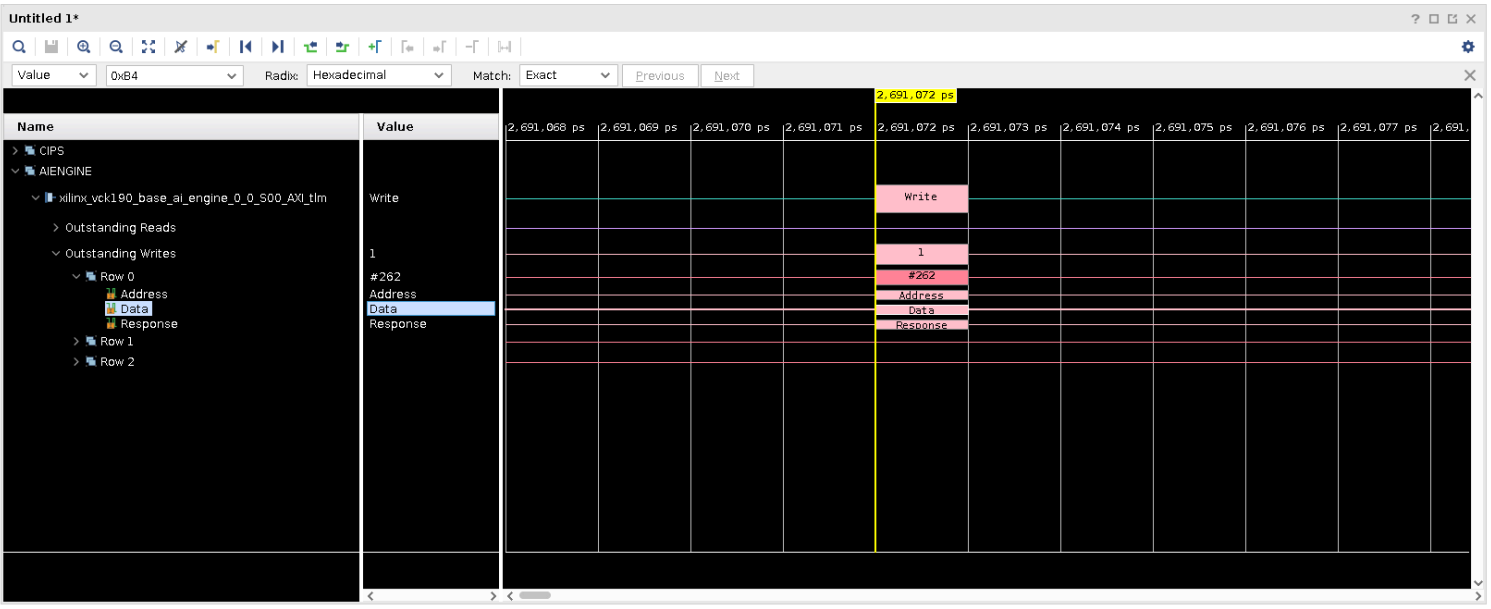 Untitled 1*
Value 0xB4 Radix: Hexadecimal Match: Exact Previous Next
2,691,072 ps
Name Value 2,691,068 ps 2,691,069 ps 2,691,070 ps 2,691,071 ps 2,691,072 ps 2,691,073 ps 2,691,074 ps 2,691,075 ps 2,691,076 ps 2,691,077 ps 2,691,
CIPS
AIENGINE
xilinx_vck190_base_ai_engine_0_0_S00_AXI_tlm Write Write
Outstanding Reads
Outstanding Writes 1 1
Row 0 #262 #262
Address Address Address
Data Data Data
Response Response Response
Row 1
Row 2